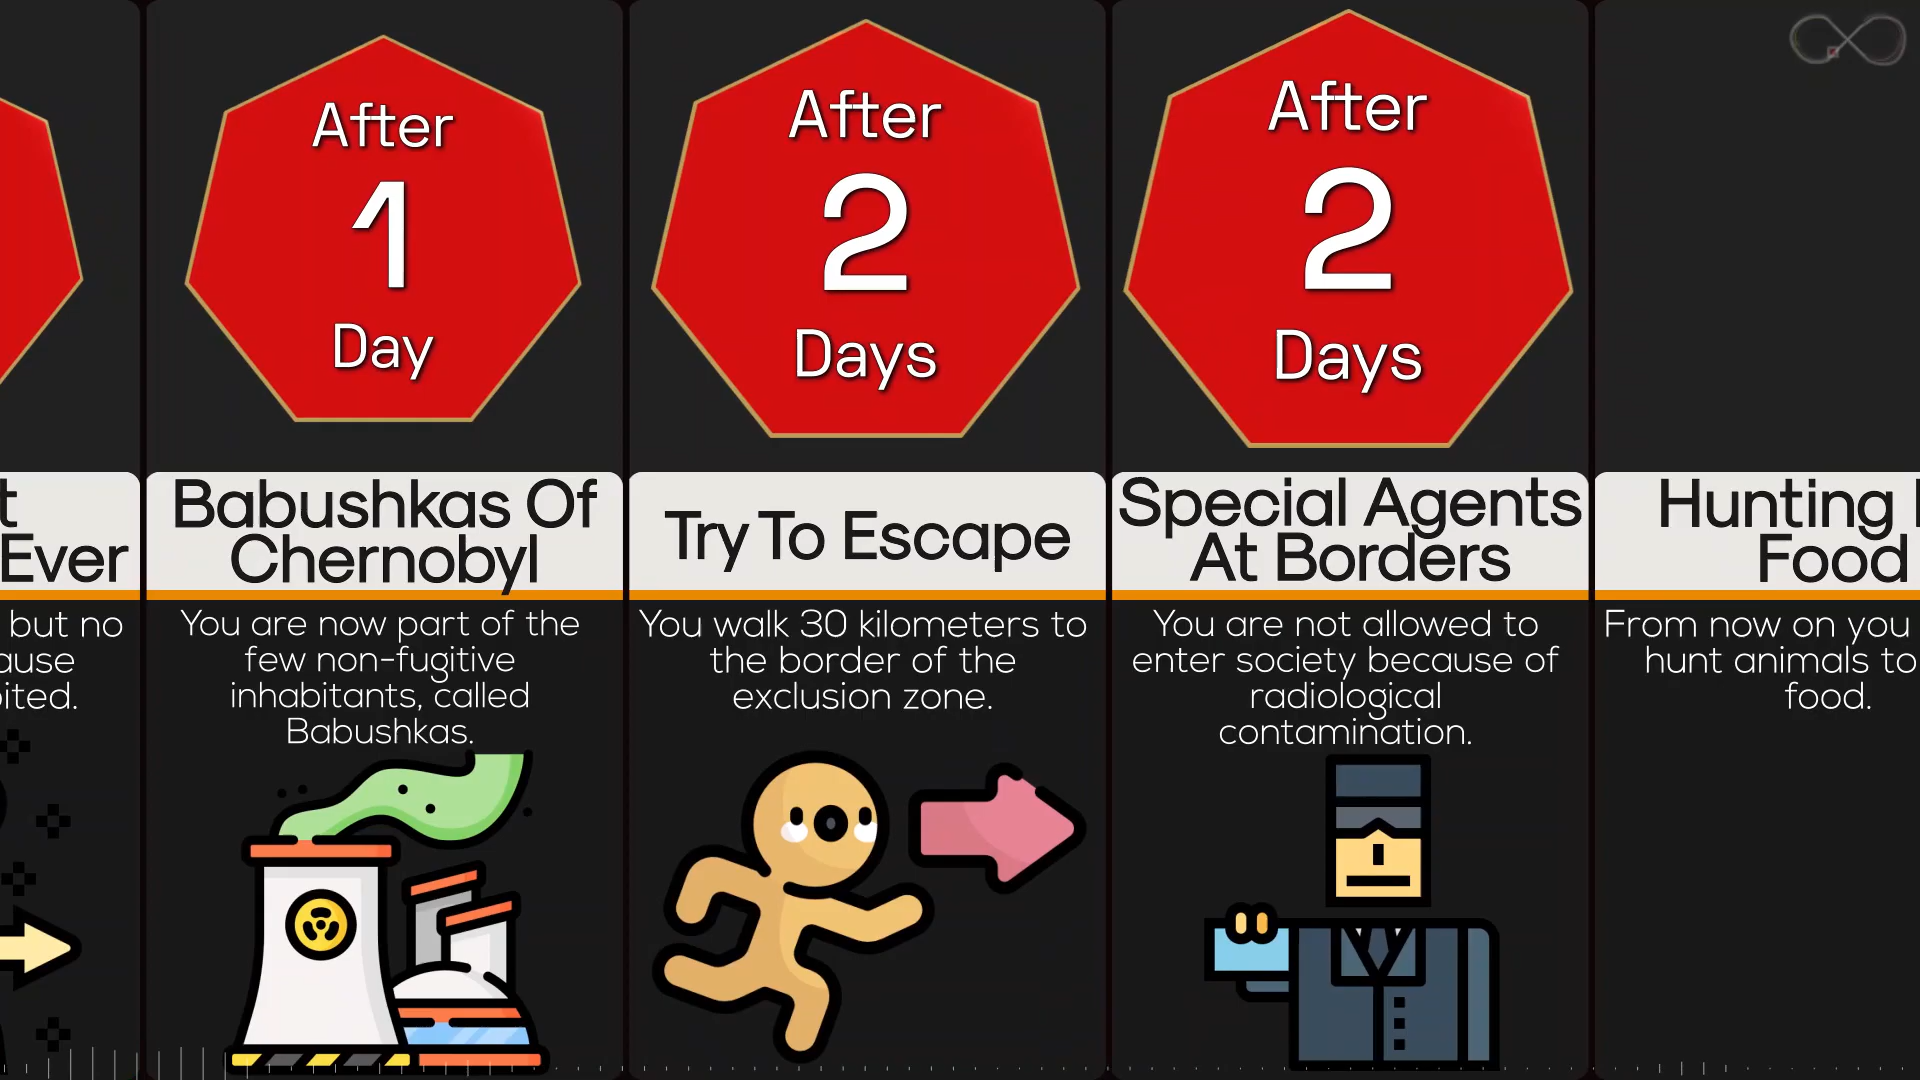 t
Ever
but no
ause
ited.
After
1
Day
Babushkas Of
Chernobyl
You are now part of the
few non-fugitive
inhabitants, called
Babushkas.
After
2
Days
Try To Escape
You walk 30 kilometers to
the border of the
exclusion zone.
After
2
Days
Special Agents
At Borders
You are not allowed to
enter society because of
radiological
contamination.
Hunting
Food
From now on you
hunt animals to
food.